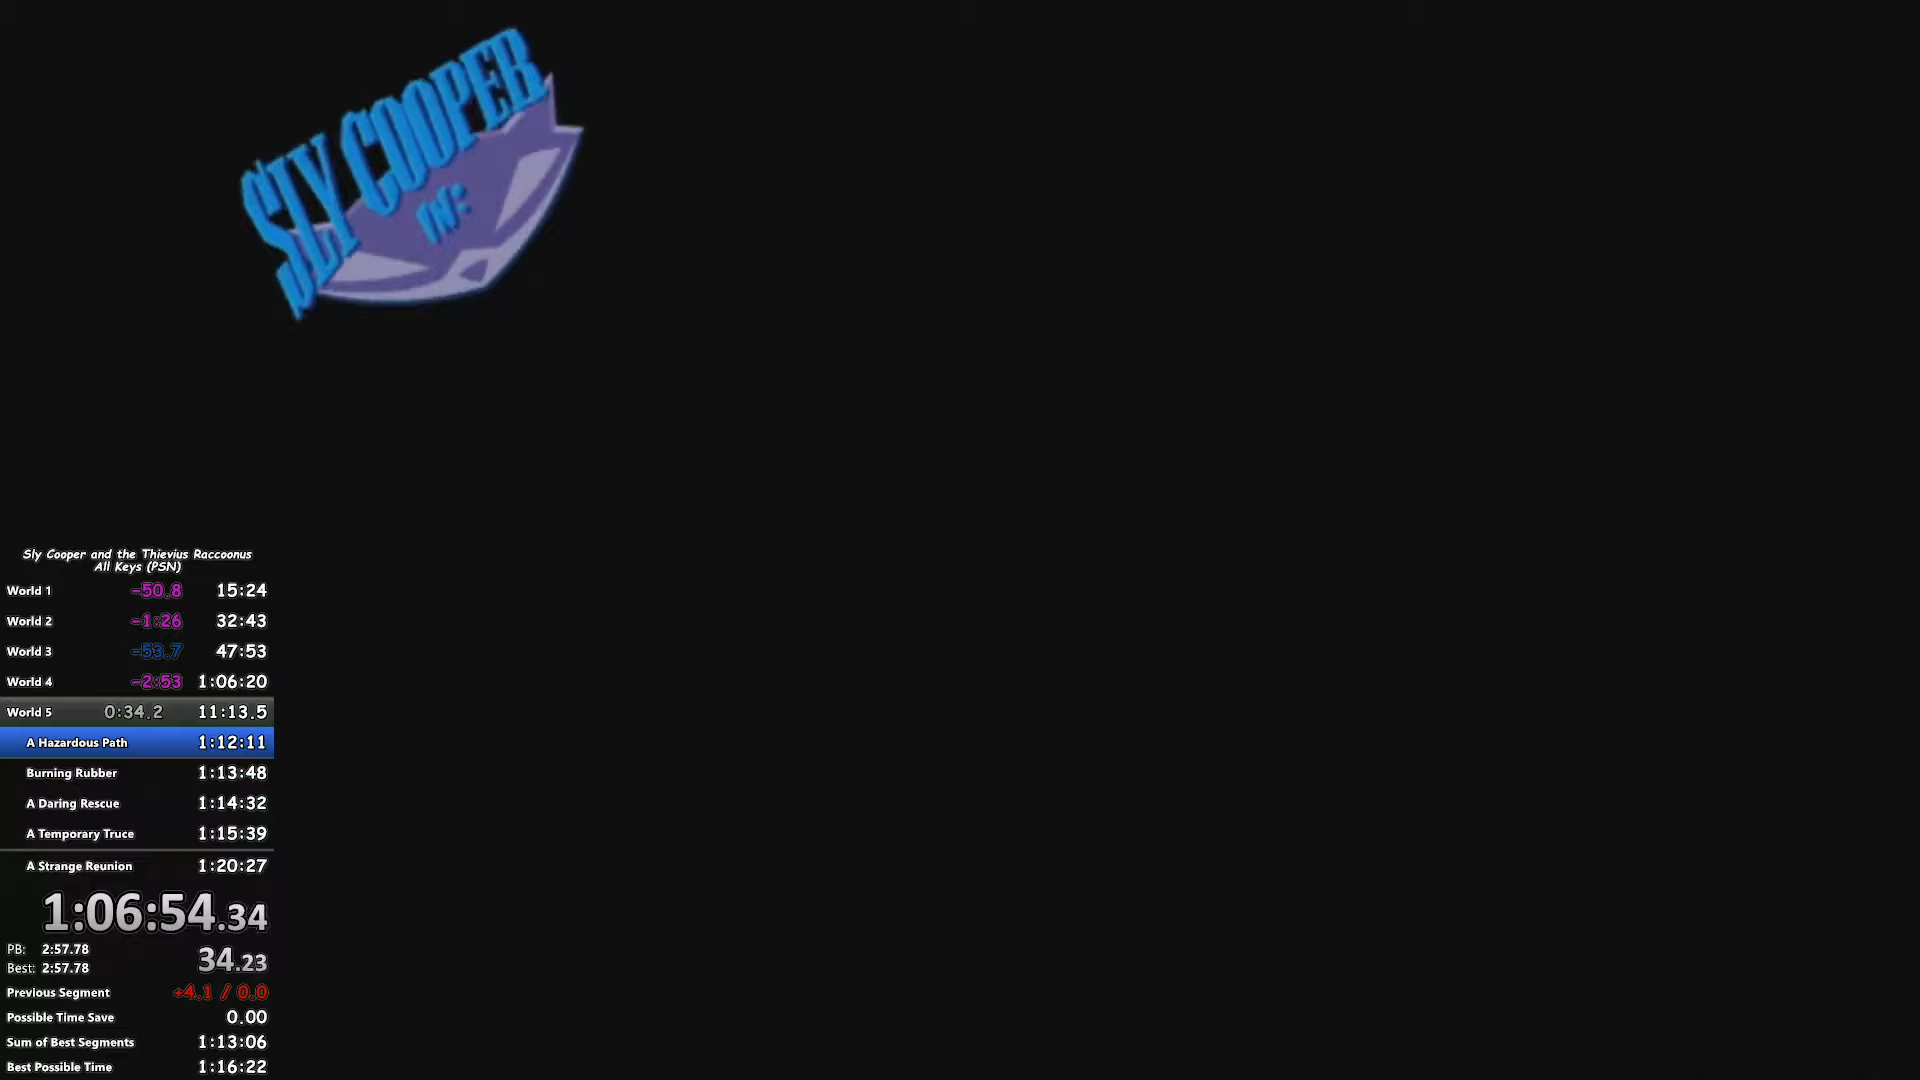 SLY COOPER
IN:
Sly Cooper and the Thievius Raccoonus
All Keys (PSN)
World 1 -50.8 15:24
World 2 -1:26 32:43
World 3 -53.7 47:53
World 4 -2:53 1:06:20
World 5 0:34.2 11:13.5
A Hazardous Path 1:12:11
Burning Rubber 1:13:48
A Daring Rescue 1:14:32
A Temporary Truce 1:15:39
A Strange Reunion 1:20:27
1:06:54.34
PB: 2:57.78
34.23
Best: 2:57.78
Previous Segment +4.1 / 0.0
Possible Time Save 0.00
Sum of Best Segments 1:13:06
Best Possible Time 1:16:22